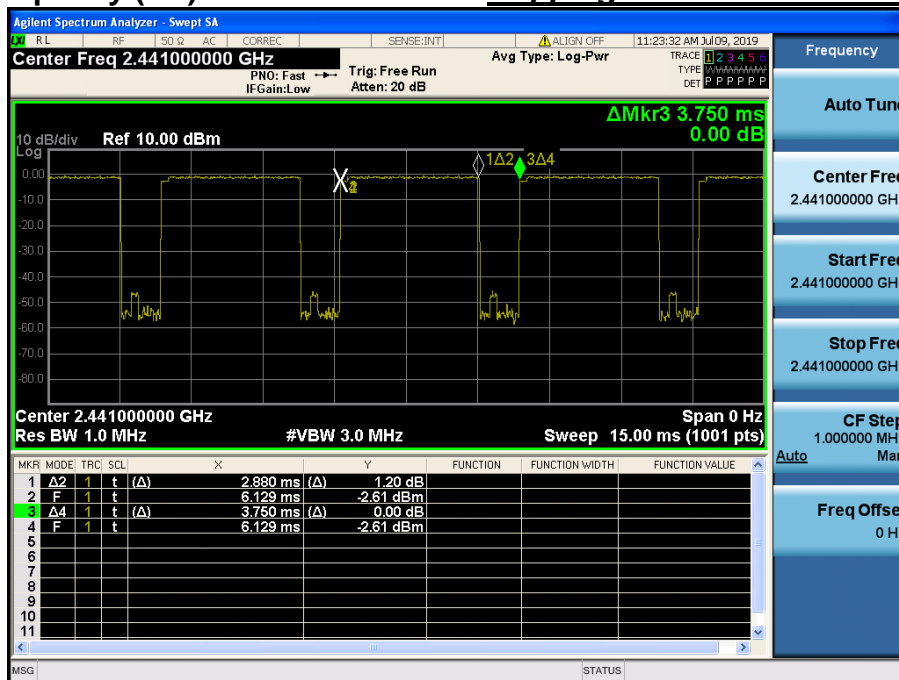 Agilent Spectrum Analyzer - Swept SA
LXI RL RF 50 Ω AC CORREC SENSE:INT ALIGN OFF 11:23:32 AM Jul 09, 2019
Center Freq 2.441000000 GHz
PNO: Fast
IFGain:Low
Trig: Free Run
Atten: 20 dB
Avg Type: Log-Pwr
TRACE 1 2 3 4 5 6
TYPE
DET P P P P P P
ΔMkr3 3.750 ms
0.00 dB
10 dB/div Ref 10.00 dBm
Log
1Δ2 3Δ4
0.00
-10.0
-20.0
-30.0
-40.0
-50.0
-60.0
-70.0
-80.0
Center 2.441000000 GHz Span 0 Hz
Res BW 1.0 MHz #VBW 3.0 MHz Sweep 15.00 ms (1001 pts)
MKR MODE TRC SCL X Y FUNCTION FUNCTION WIDTH FUNCTION VALUE
1 Δ2 1 t (Δ) 2.880 ms (Δ) 1.20 dB
2 F 1 t 6.129 ms -2.61 dBm
3 Δ4 1 t (Δ) 3.750 ms (Δ) 0.00 dB
4 F 1 t 6.129 ms -2.61 dBm
5
6
7
8
9
10
11
MSG STATUS
Frequency
Auto Tune
Center Freq
2.441000000 GH
Start Freq
2.441000000 GH
Stop Freq
2.441000000 GH
CF Step
1.000000 MH
Auto Man
Freq Offse
0 H